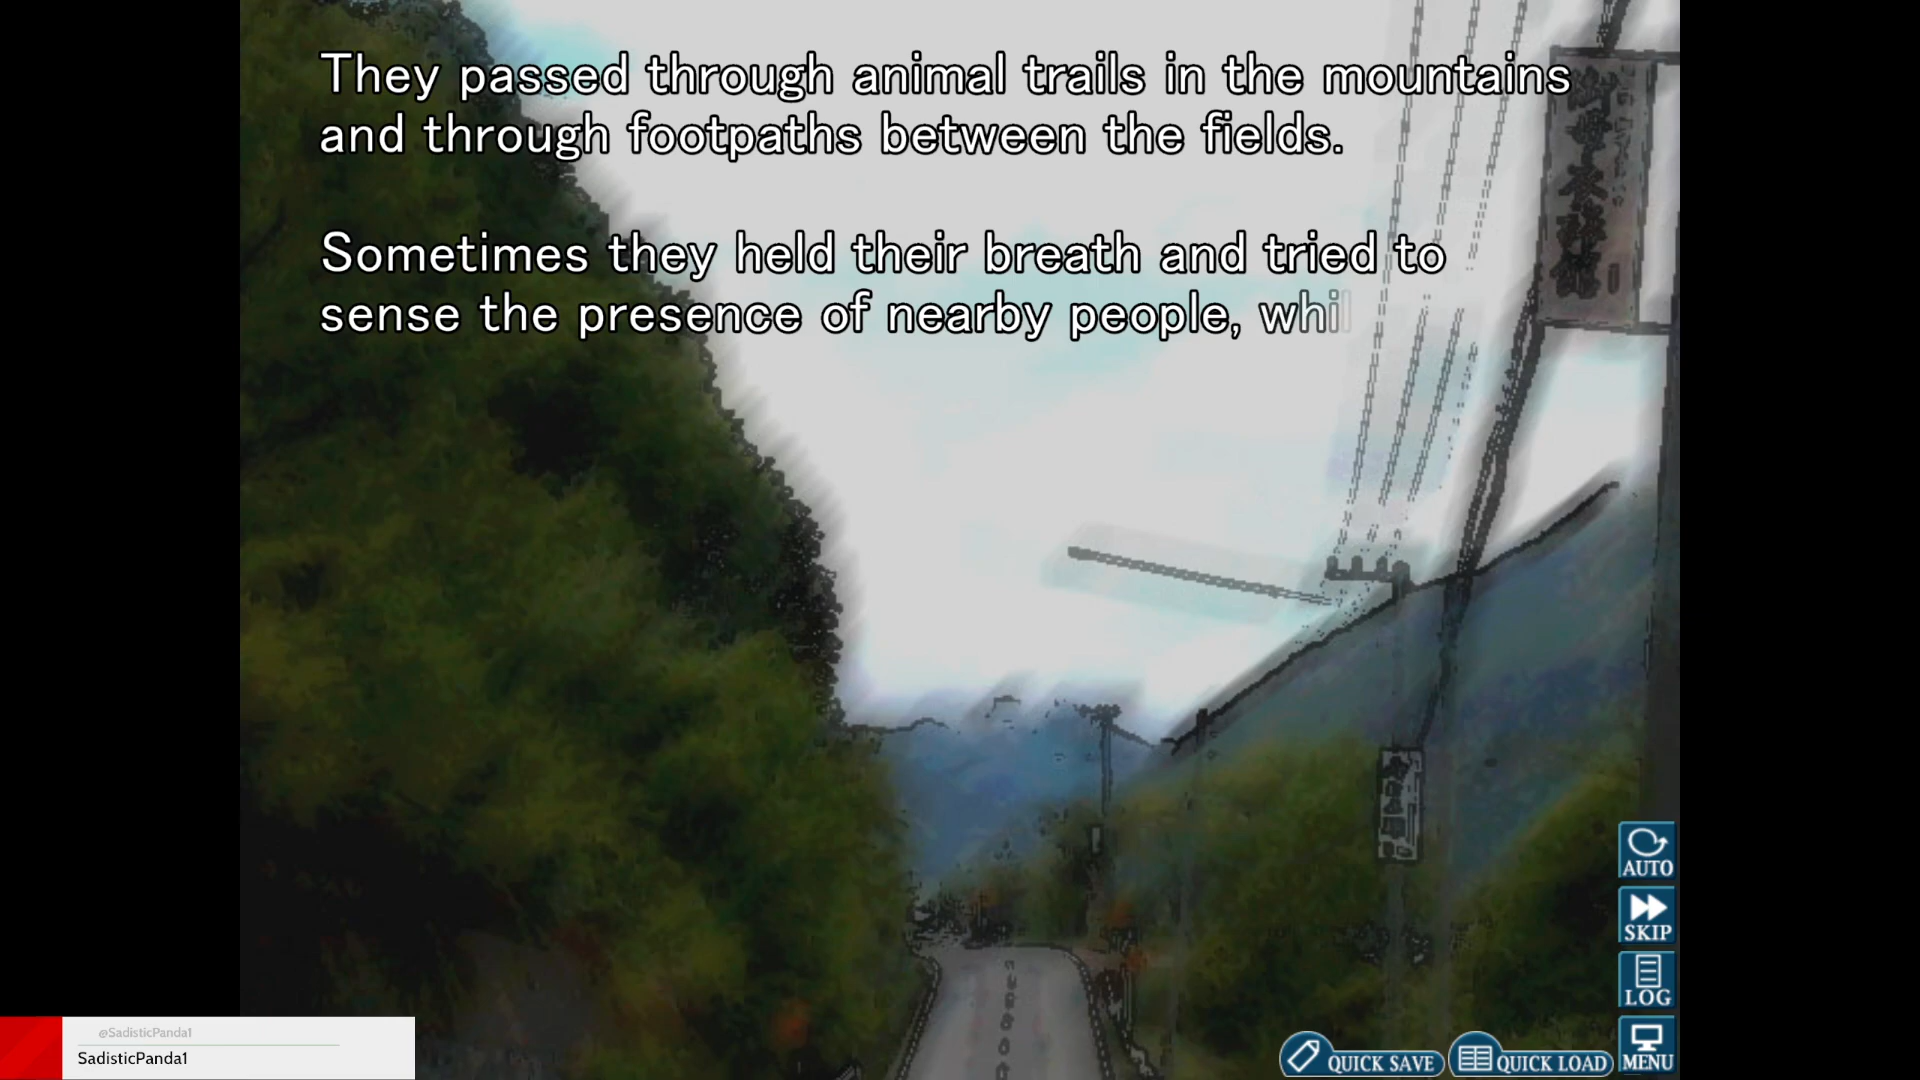 They passed through animal trails in the mountains
and through footpaths between the fields.
Sometimes they held their breath and tried to
sense the presence of nearby people, whil
AUTO
SKIP
LOG
MENU
QUICK SAVE
QUICK LOAD
@SadisticPanda1
SadisticPanda1